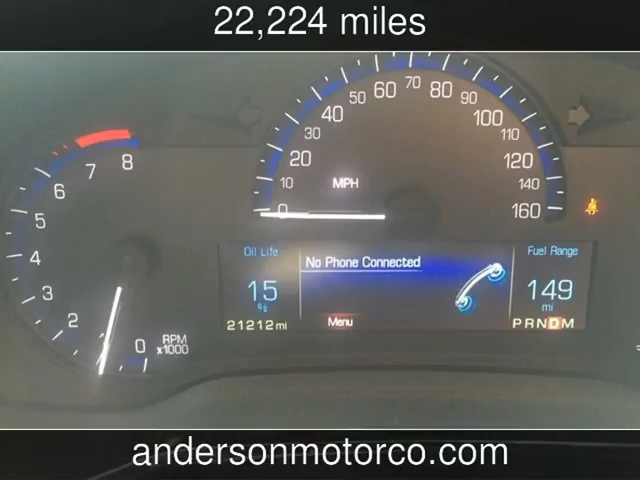 22,224 miles
60 70 80
50 90
40 100
30 110
20 120
10 MPH 140
0 160
8
7
6
5
4
3
2
0 RPM
x1000
Oil Life
15
%
21212 mi
No Phone Connected
Menu
Fuel Range
149
mi
PRNDM
andersonmotorco.com